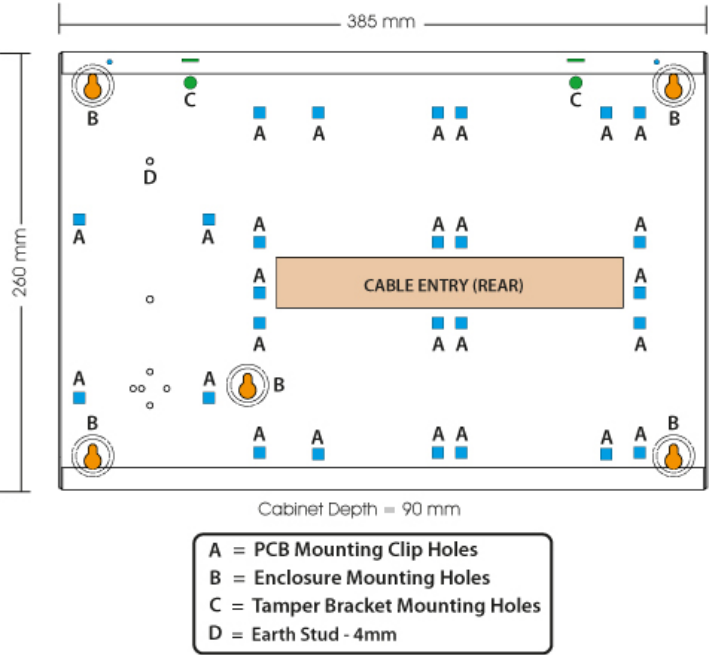 385 mm
B
C
C
B
A A A A A A
D
260 mm
A A A A A A
A CABLE ENTRY (REAR) A
A A A A
A A B
B A A A A A A B
Cabinet Depth = 90 mm
A = PCB Mounting Clip Holes
B = Enclosure Mounting Holes
C = Tamper Bracket Mounting Holes
D = Earth Stud - 4mm